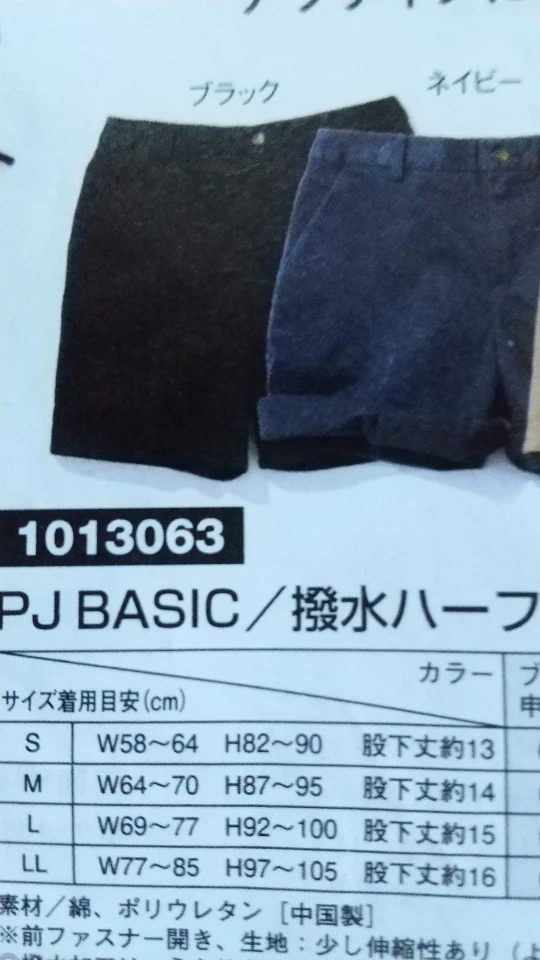 ブラック
ネイビー
1013063
PJ BASIC／撥水ハーフ
カラー
サイズ着用目安(cm)
S W58～64 H82～90 股下丈約13
M W64～70 H87～95 股下丈約14
L W69～77 H92～100 股下丈約15
LL W77～85 H97～105 股下丈約16
素材／綿、ポリウレタン [中国製]
※前ファスナー開き、生地：少し伸縮性あり